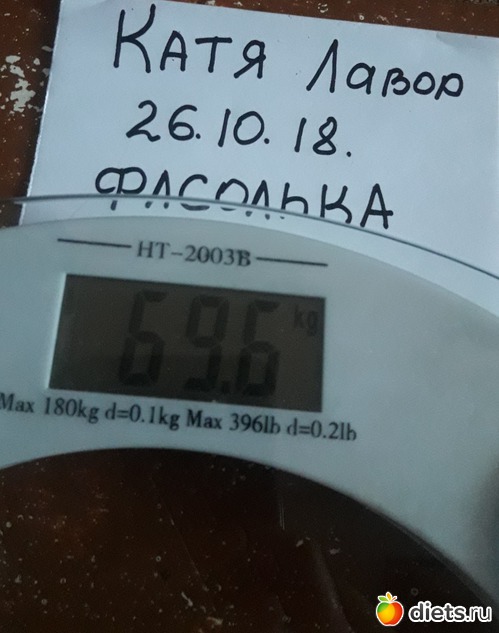 Катя Лавор
26.10.18.
ФАСОЛЬКА
HT-2003B
69.6 kg
Max 180kg d=0.1kg Max 396lb d=0.2lb
diets.ru